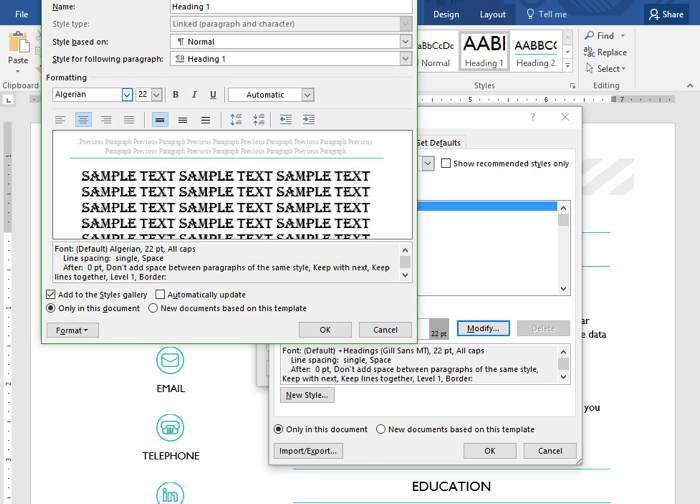 File
Design
Layout
Tell me
Share
Name: Heading 1
Style type: Linked (paragraph and character)
Style based on: ¶ Normal
Style for following paragraph: Heading 1
Formatting
Algerian 22 B I U Automatic
Previous Paragraph Previous Paragraph Previous Paragraph Previous Paragraph Previous
Paragraph Previous Paragraph Previous Paragraph Previous Paragraph
SAMPLE TEXT SAMPLE TEXT SAMPLE TEXT
SAMPLE TEXT SAMPLE TEXT SAMPLE TEXT
SAMPLE TEXT SAMPLE TEXT SAMPLE TEXT
SAMPLE TEXT SAMPLE TEXT SAMPLE TEXT
SAMPLE TEXT SAMPLE TEXT SAMPLE TEXT
Font: (Default) Algerian, 22 pt, All caps
Line spacing: single, Space
After: 0 pt, Don't add space between paragraphs of the same style, Keep with next, Keep
lines together, Level 1, Border:
Add to the Styles gallery
Automatically update
Only in this document
New documents based on this template
Format
OK
Cancel
Paste
AaBbCcDc
AABI
AABBCC
Normal
Heading 1
Heading 2
Find
Replace
Select
Styles
Editing
6
7
1
?
Set Defaults
Show recommended styles only
22 pt
Modify...
Delete
Font: (Default) +Headings (Gill Sans MT), 22 pt, All caps
Line spacing: single, Space
After: 0 pt, Don't add space between paragraphs of the same style,
Keep with next, Keep lines together, Level 1, Border:
New Style...
Only in this document
New documents based on this template
Import/Export...
OK
Cancel
data
you
EMAIL
TELEPHONE
in
EDUCATION